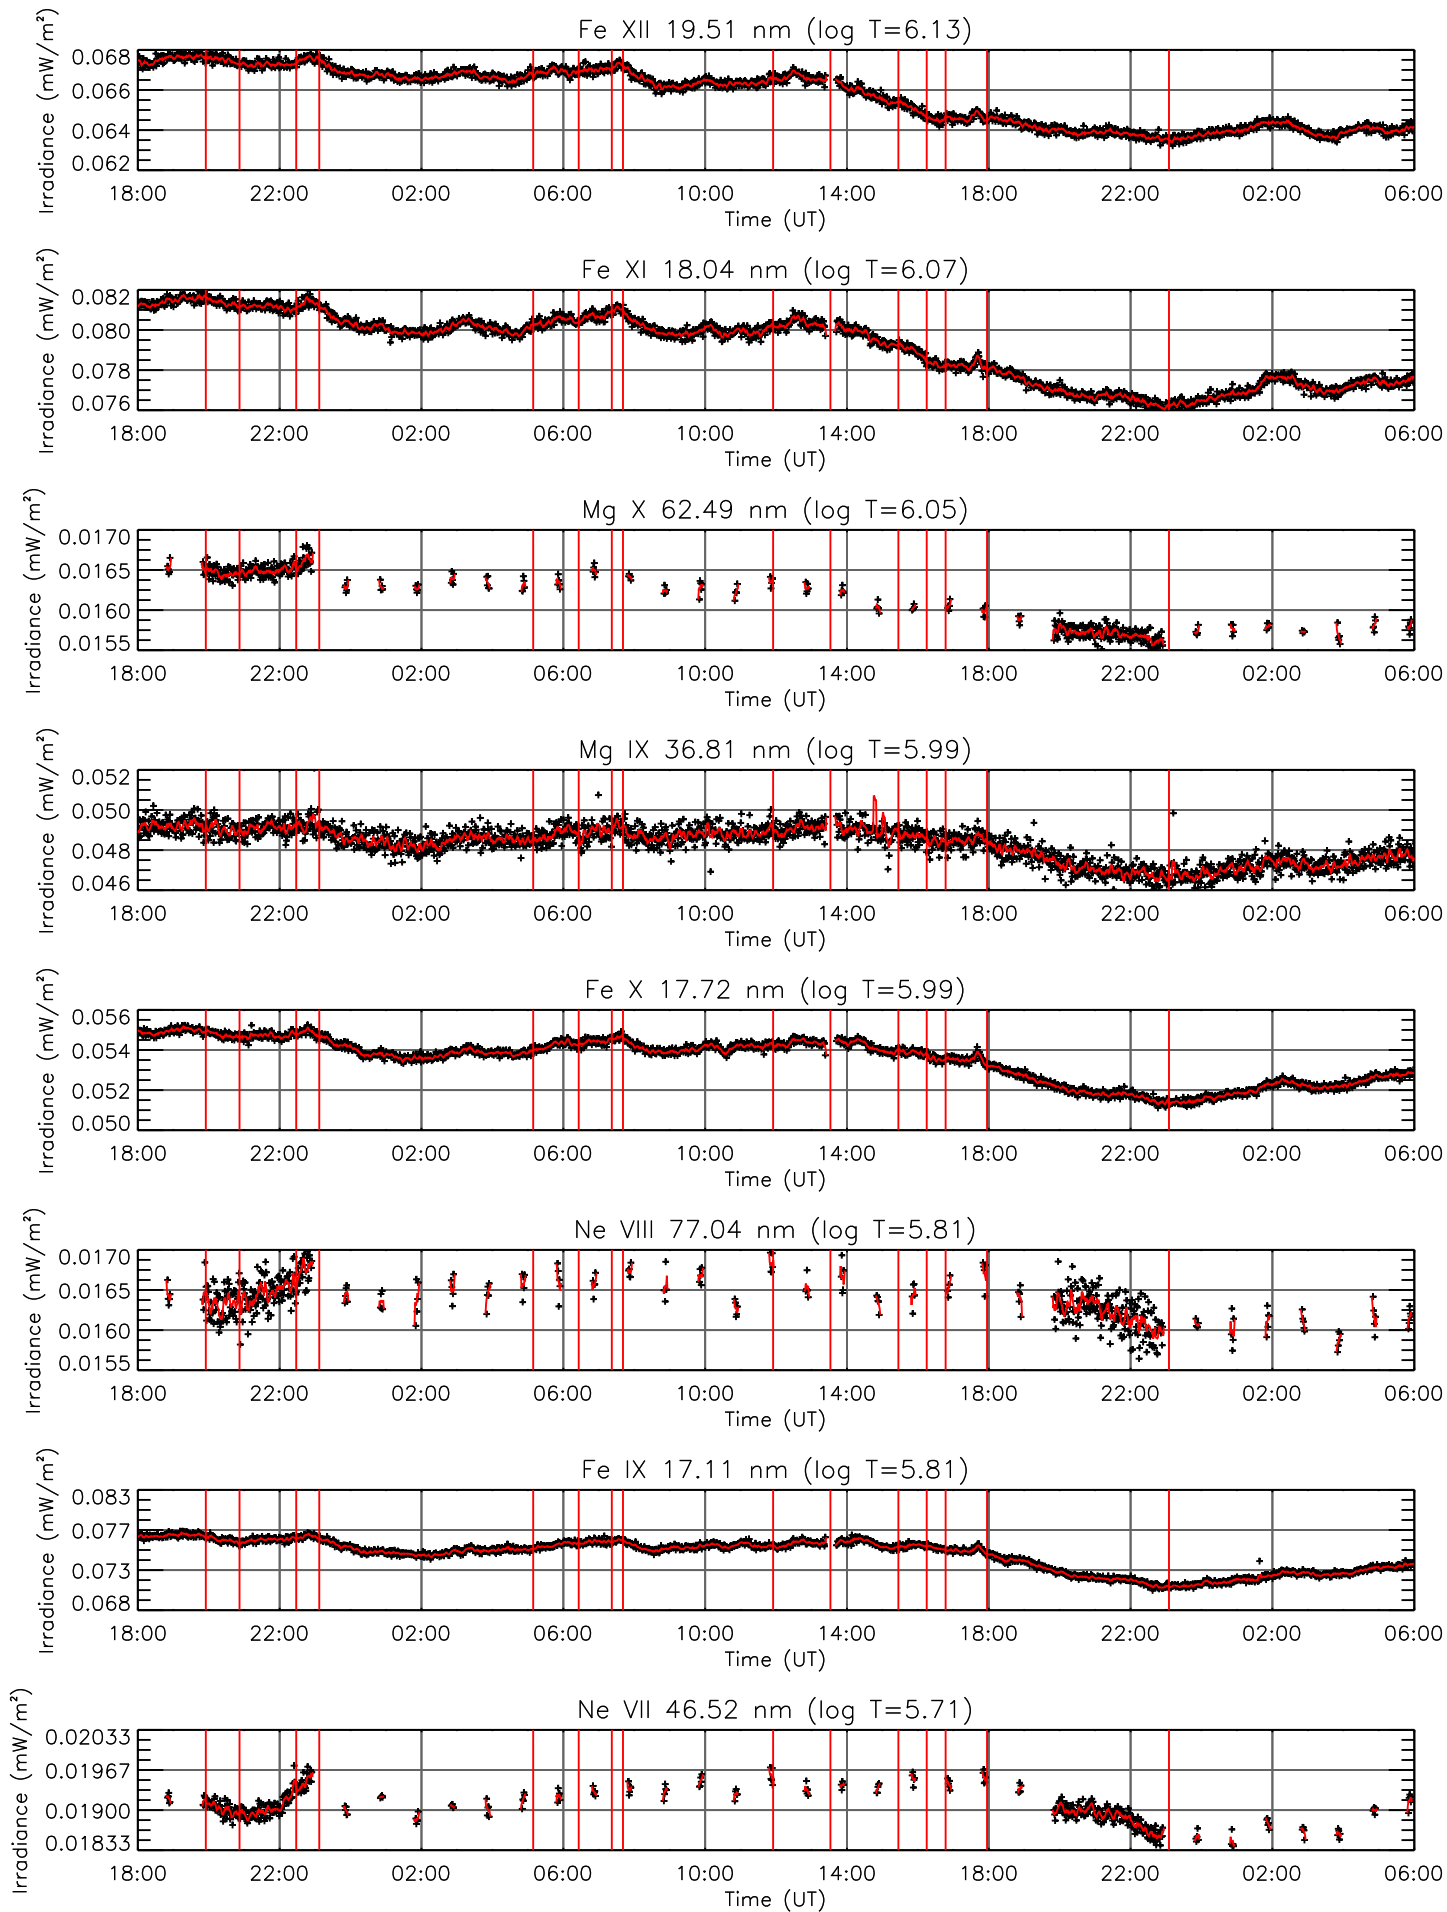 Fe XII 19.51 nm (log T=6.13)
Irradiance (mW/m²)
0.068
0.066
0.064
0.062
18:00 22:00 02:00 06:00 10:00 14:00 18:00 22:00 02:00 06:00
Time (UT)
Fe XI 18.04 nm (log T=6.07)
Irradiance (mW/m²)
0.082
0.080
0.078
0.076
18:00 22:00 02:00 06:00 10:00 14:00 18:00 22:00 02:00 06:00
Time (UT)
Mg X 62.49 nm (log T=6.05)
Irradiance (mW/m²)
0.0170
0.0165
0.0160
0.0155
18:00 22:00 02:00 06:00 10:00 14:00 18:00 22:00 02:00 06:00
Time (UT)
Mg IX 36.81 nm (log T=5.99)
Irradiance (mW/m²)
0.052
0.050
0.048
0.046
18:00 22:00 02:00 06:00 10:00 14:00 18:00 22:00 02:00 06:00
Time (UT)
Fe X 17.72 nm (log T=5.99)
Irradiance (mW/m²)
0.056
0.054
0.052
0.050
18:00 22:00 02:00 06:00 10:00 14:00 18:00 22:00 02:00 06:00
Time (UT)
Ne VIII 77.04 nm (log T=5.81)
Irradiance (mW/m²)
0.0170
0.0165
0.0160
0.0155
18:00 22:00 02:00 06:00 10:00 14:00 18:00 22:00 02:00 06:00
Time (UT)
Fe IX 17.11 nm (log T=5.81)
Irradiance (mW/m²)
0.083
0.077
0.073
0.068
18:00 22:00 02:00 06:00 10:00 14:00 18:00 22:00 02:00 06:00
Time (UT)
Ne VII 46.52 nm (log T=5.71)
Irradiance (mW/m²)
0.02033
0.01967
0.01900
0.01833
18:00 22:00 02:00 06:00 10:00 14:00 18:00 22:00 02:00 06:00
Time (UT)